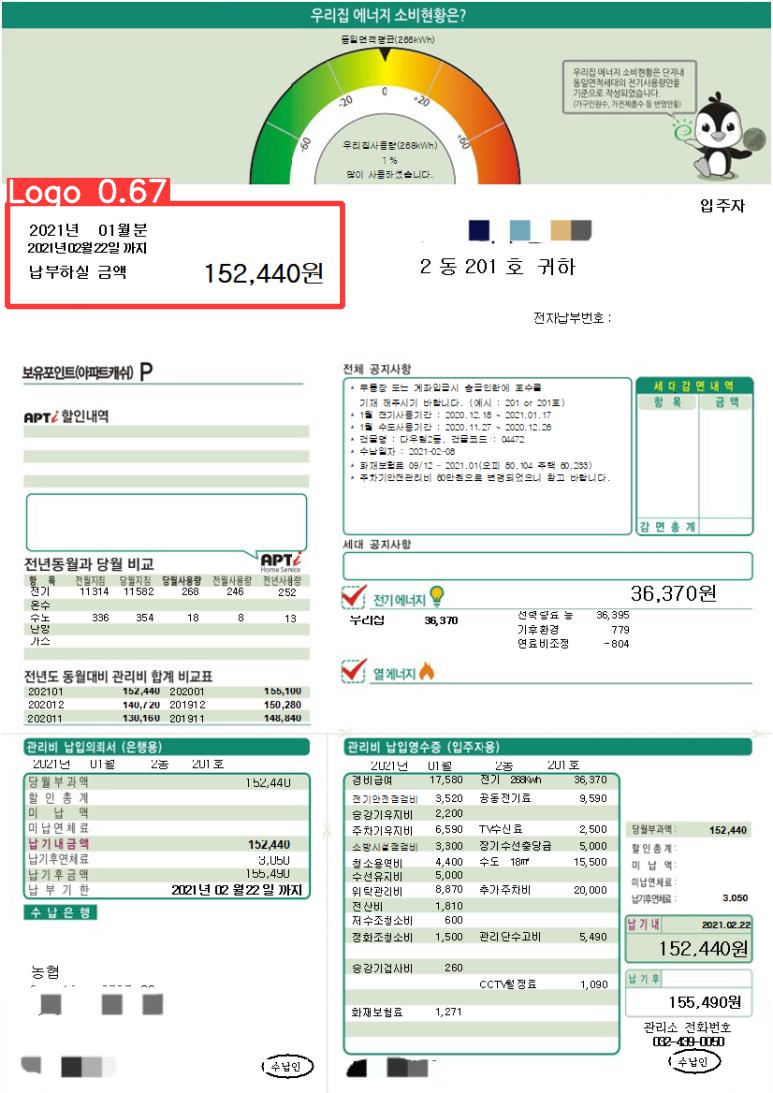 우리집 에너지 소비현황은?
동일면적평균(266kWh)
-60 -20 0 +20 +60
우리집사용량(268kWh)
1 %
많이 사용하셨습니다.
우리집 에너지 소비현황은 단지내
동일면적세대의 전기사용량만을
기준으로 작성되었습니다.
(가구인원수, 가전제품수 등 반영안됨)
Logo 0.67
2021년 01월분
2021년02월22일 까지
납부하실 금액 152,440원
입주자
2 동 201 호 귀하
전자납부번호 :
보유포인트(아파트캐쉬) P
APTi 할인내역
전체 공지사항
* 무통장 또는 계좌입금시 송금인란에 호수를
기재 해주시기 바랍니다. (예시 : 201 or 201호)
* 1월 전기사용기간 : 2020.12.18 ~ 2021.01.17
* 1월 수도사용기간 : 2020.11.27 ~ 2020.12.26
* 건물명 : 다우림2동, 건물코드 : 04472
* 수납일자 : 2021-02-08
* 화재보험료 09/12 - 2021.01(오피 80,104 주택 60,233)
* 주차기안전관리비 60만원으로 변경되었으니 참고 바랍니다.
세대감면내역
항 목 금 액
감 면 총 계
세대 공지사항
전년동월과 당월 비교
APTi
Home Service
항 목 전월지침 당월지침 당월사용량 전월사용량 전년사용량
전기 11314 11582 268 246 252
온수
수도 336 354 18 8 13
난방
가스
전기에너지 36,370원
우리집 36,370
전력량요 등 36,395
기후환경 779
연료비조정 -804
열에너지
전년도 동월대비 관리비 합계 비교표
202101 152,440 202001 155,100
202012 140,720 201912 150,280
202011 130,160 201911 148,840
관리비 납입의뢰서 (은행용)
2021년 01월 2동 201호
당월부과액 152,440
할 인 총 계
미 납 액
미납연체료
납기내금액 152,440
납기후연체료 3,050
납기후금액 155,490
납 부 기 한 2021년 02월22일 까지
수 납 은 행
농협
수납인
관리비 납입영수증 (입주자용)
2021년 01월 2동 201호
경비급여 17,580 전기 268Kwh 36,370
전기안전점검비 3,520 공동전기료 9,590
승강기유지비 2,200
주차기유지비 6,590 TV수신료 2,500
소방시설점검비 3,300 장기수선충당금 5,000
청소용역비 4,400 수도 18㎥ 15,500
수선유지비 5,000
위탁관리비 8,870 추가주차비 20,000
전산비 1,810
저수조청소비 600
정화조청소비 1,500 관리단수고비 5,490
승강기검사비 260
CCTV월정료 1,090
화재보험료 1,271
당월부과액: 152,440
할인총계:
미 납 액:
미납연체료:
납기후연체료: 3,050
납기내 2021.02.22
152,440원
납기후
155,490원
관리소 전화번호
032-439-0050
수납인